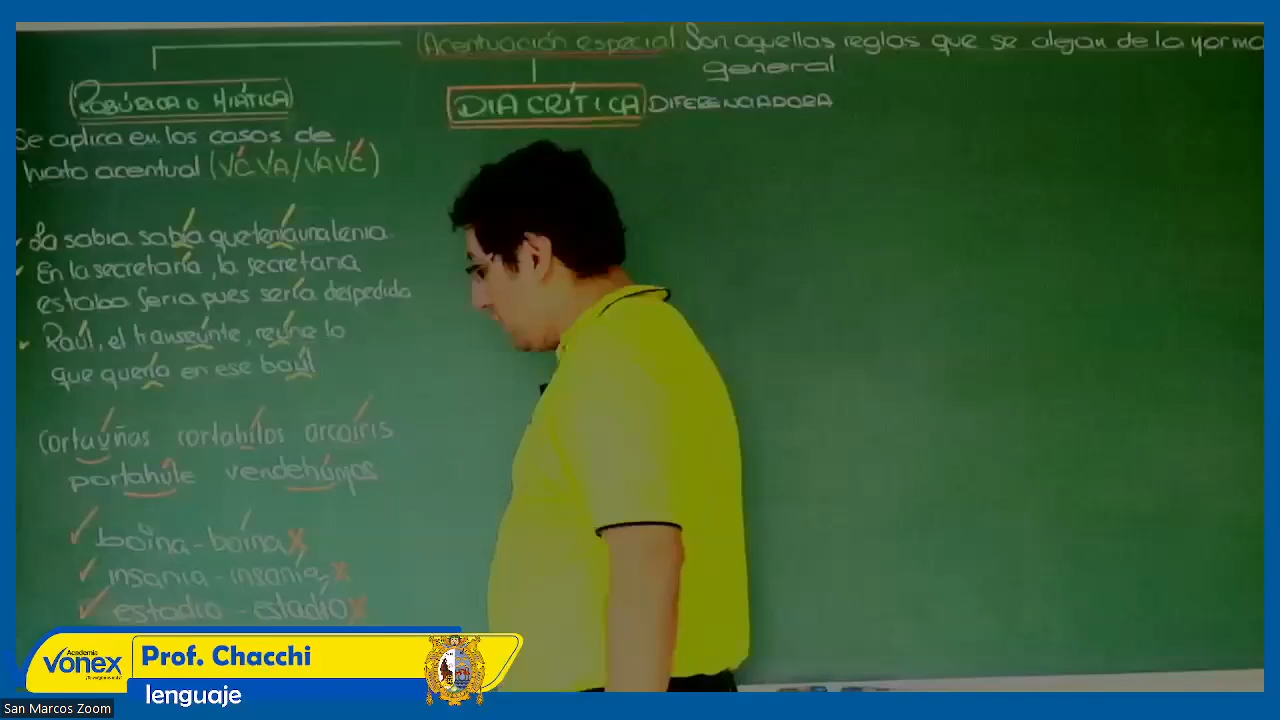 (Acentuación especial) Son aquellas reglas que se alejan de la norma
general
(ROBÚRICA O HIÁTICA)
Se aplica en los casos de
hiato acentual (VĆVA/VAVĆ)
DIACRÍTICA DIFERENCIADORA
La sabia sabía que tenía una lenia.
En la secretaría, la secretaria
estaba seria pues sería despedida
Raúl, el transeúnte, reúne lo
que quería en ese baúl
Cortaúñas cortahílos arcoíris
portahúle vendehúmos
boina - boína X
insania - insanía X
estadio - estadío X
Academia
VONEX
Prof. Chacchi
lenguaje
San Marcos Zoom